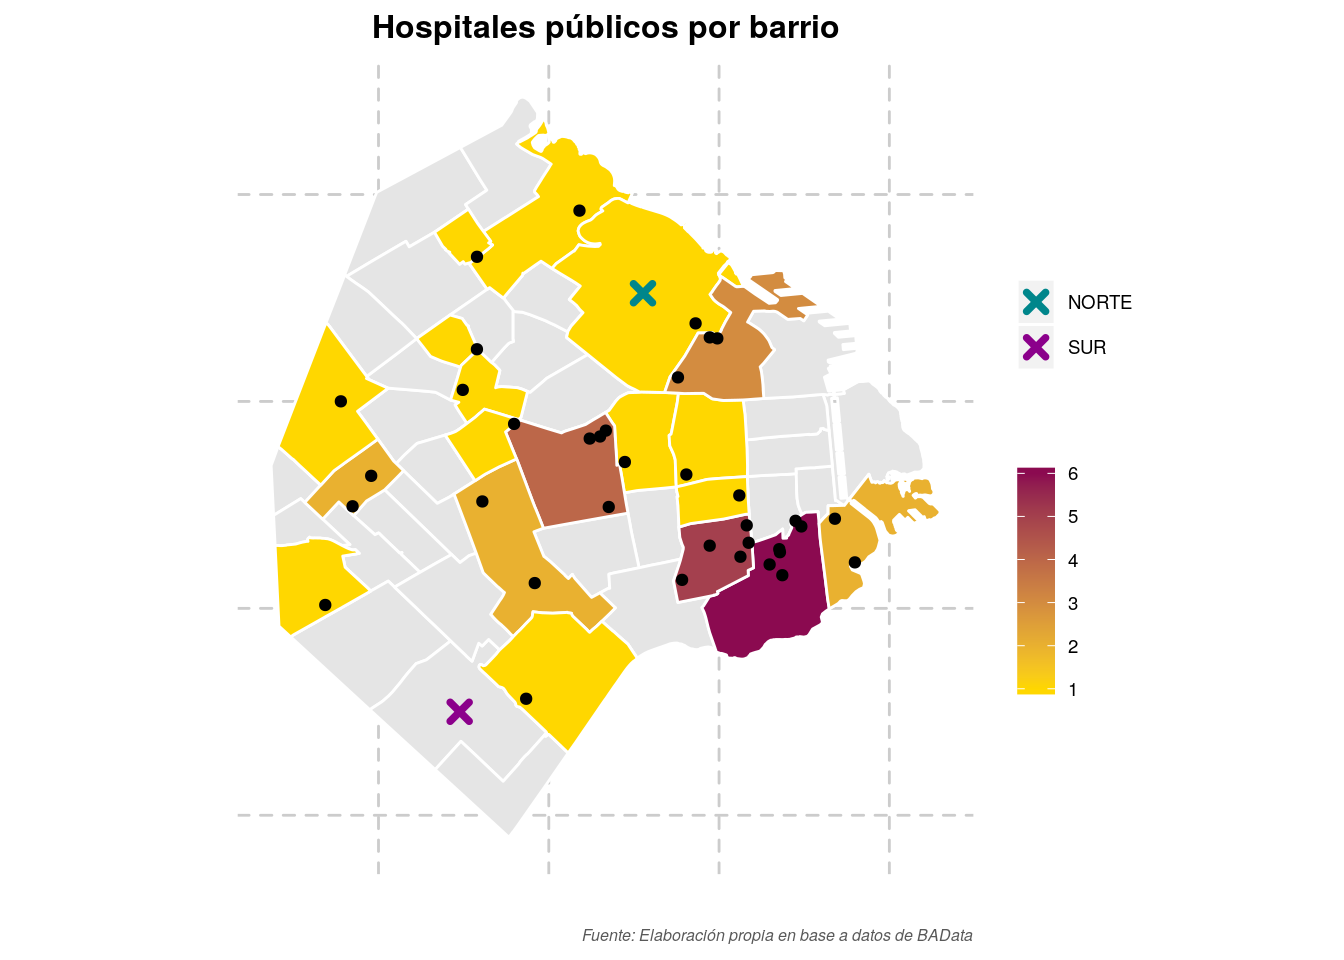 Hospitales públicos por barrio
NORTE
SUR
6
5
4
3
2
1
Fuente: Elaboración propia en base a datos de BAData